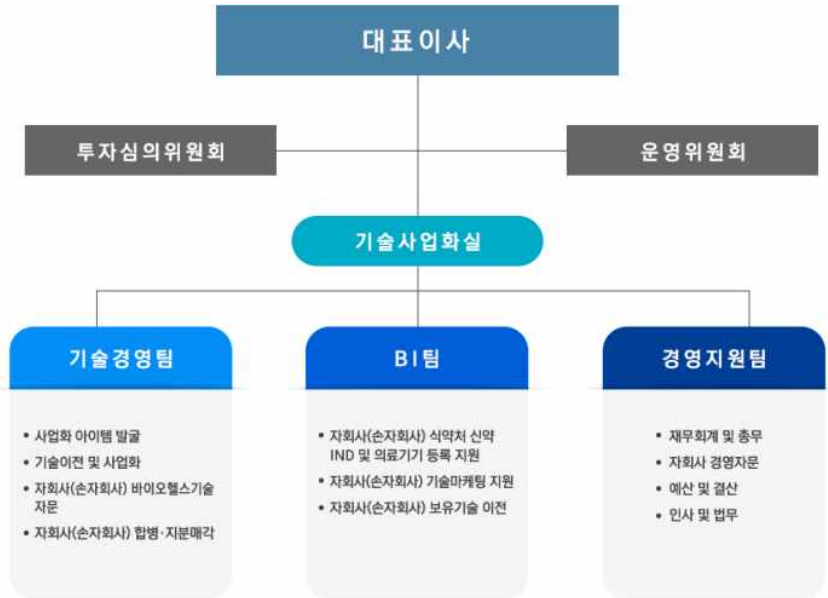 대표이사
투자심의위원회
운영위원회
기술사업화실
기술경영팀
• 사업화 아이템 발굴
• 기술이전 및 사업화
• 자회사(손자회사) 바이오헬스기술
자문
• 자회사(손자회사) 합병·지분매각
BI팀
• 자회사(손자회사) 식약처 신약
IND 및 의료기기 등록 지원
• 자회사(손자회사) 기술마케팅 지원
• 자회사(손자회사) 보유기술 이전
경영지원팀
• 재무회계 및 총무
• 자회사 경영자문
• 예산 및 결산
• 인사 및 법무